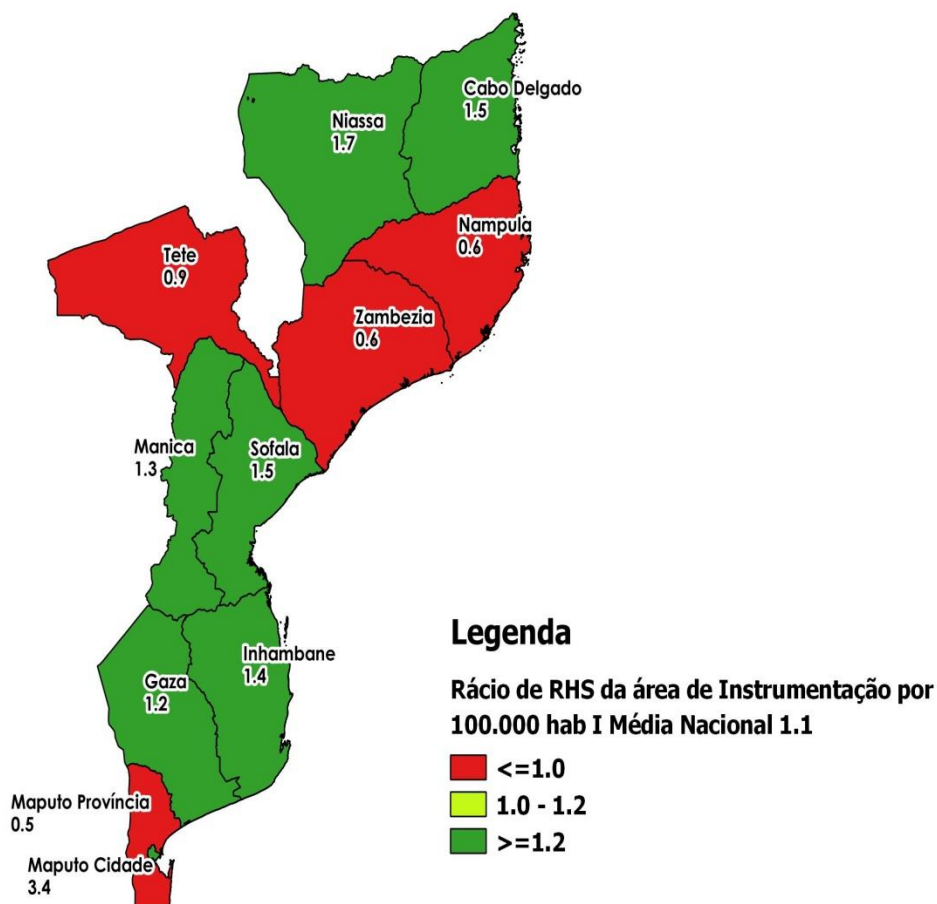 Cabo Delgado
1.5
Niassa
1.7
Nampula
0.6
Tete
0.9
Zambezia
0.6
Manica
1.3
Sofala
1.5
Inhambane
1.4
Gaza
1.2
Maputo Província
0.5
Maputo Cidade
3.4
Legenda
Rácio de RHS da área de Instrumentação por
100.000 hab I Média Nacional 1.1
<=1.0
1.0 - 1.2
>=1.2